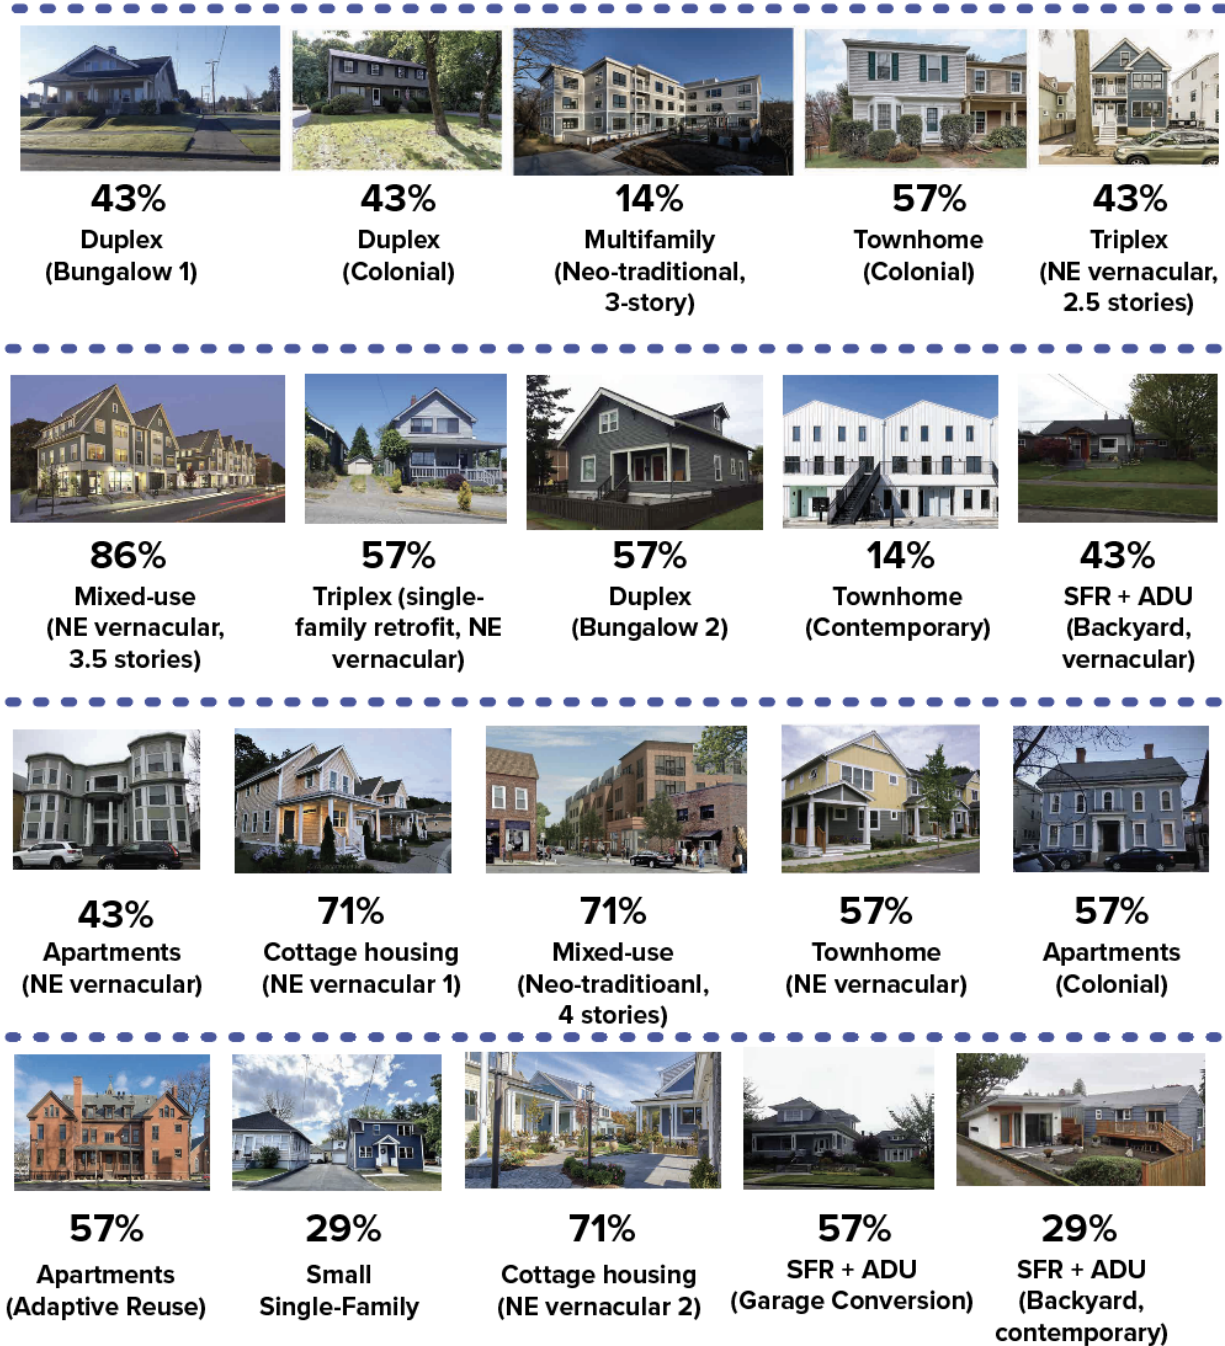 43%
Duplex
(Bungalow 1)
43%
Duplex
(Colonial)
14%
Multifamily
(Neo-traditional,
3-story)
57%
Townhome
(Colonial)
43%
Triplex
(NE vernacular,
2.5 stories)
86%
Mixed-use
(NE vernacular,
3.5 stories)
57%
Triplex (single-
family retrofit, NE
vernacular)
57%
Duplex
(Bungalow 2)
14%
Townhome
(Contemporary)
43%
SFR + ADU
(Backyard,
vernacular)
43%
Apartments
(NE vernacular)
71%
Cottage housing
(NE vernacular 1)
71%
Mixed-use
(Neo-traditioanl,
4 stories)
57%
Townhome
(NE vernacular)
57%
Apartments
(Colonial)
57%
Apartments
(Adaptive Reuse)
29%
Small
Single-Family
71%
Cottage housing
(NE vernacular 2)
57%
SFR + ADU
(Garage Conversion)
29%
SFR + ADU
(Backyard,
contemporary)